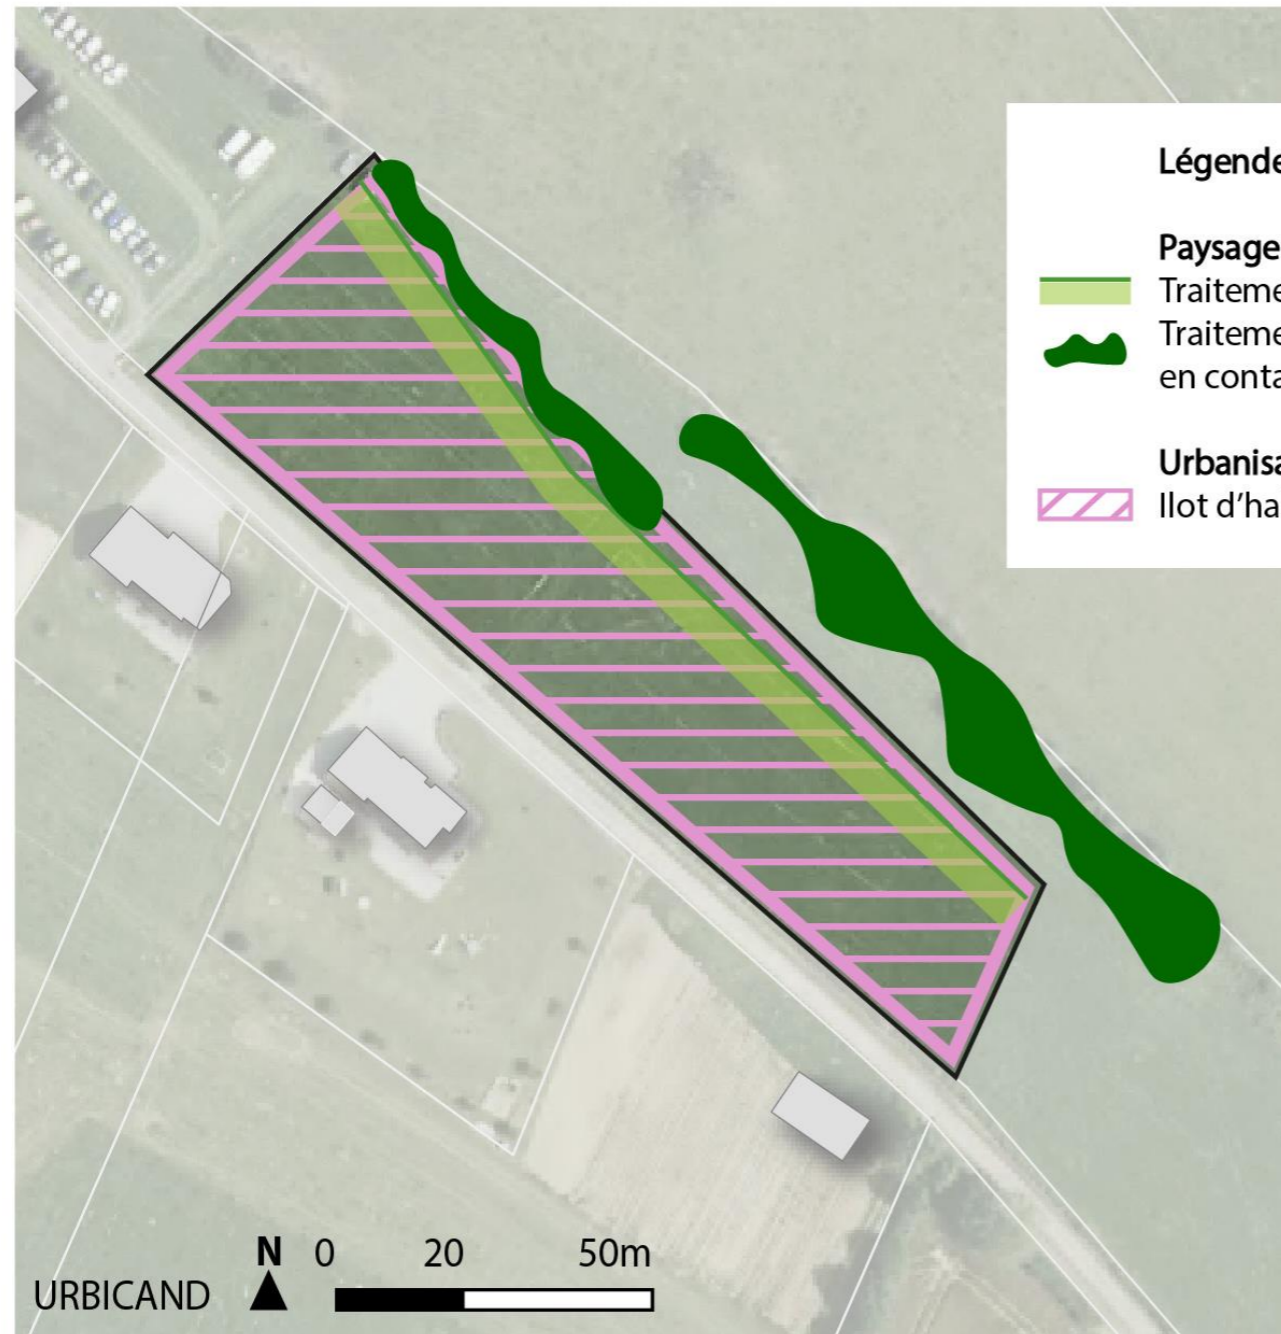 Légende
Paysage
Traiteme
Traiteme
en conta
Urbanisa
Ilot d'ha
N 0 20 50m
URBICAND